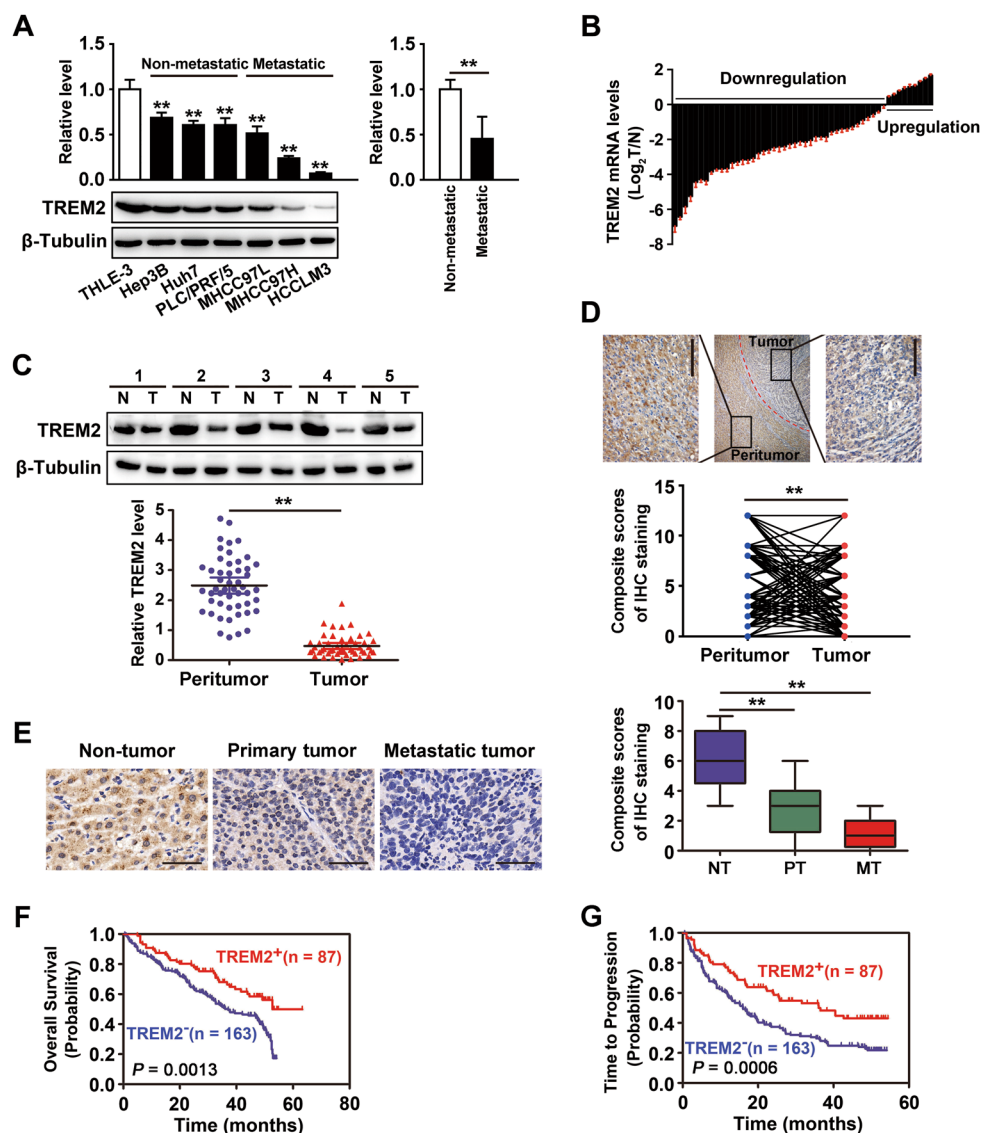 A
Relative level
1.5
1.0
0.5
0.0
Non-metastatic Metastatic
** ** ** ** ** **
TREM2
β-Tubulin
THLE-3
Hep3B
Huh7
PLC/PRF/5
MHCC97L
MHCC97H
HCCLM3
Relative level
1.5
1.0
0.5
0.0
**
Non-metastatic
Metastatic
B
TREM2 mRNA levels
(Log2T/N)
2
0
-2
-4
-6
-8
Downregulation
Upregulation
C
1 2 3 4 5
N T N T N T N T N T
TREM2
β-Tubulin
Relative TREM2 level
5
4
3
2
1
0
**
Peritumor Tumor
D
Tumor
Peritumor
Composite scores
of IHC staining
15
10
5
0
**
Peritumor Tumor
E
Non-tumor Primary tumor Metastatic tumor
Composite scores
of IHC staining
10
8
6
4
2
0
**
**
NT PT MT
F
Overall Survival
(Probability)
1.0
0.8
0.6
0.4
0.2
0.0
TREM2+(n = 87)
TREM2-(n = 163)
P = 0.0013
0 20 40 60 80
Time (months)
G
Time to Progression
(Probability)
1.0
0.8
0.6
0.4
0.2
0.0
TREM2+(n = 87)
TREM2-(n = 163)
P = 0.0006
0 20 40 60
Time (months)